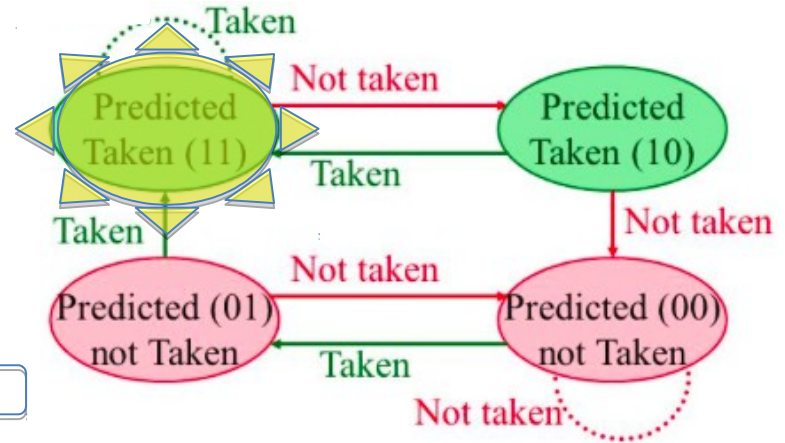 Taken
Not taken
Predicted
Taken (11)
Predicted
Taken (10)
Taken
Taken
Not taken
Not taken
Predicted (01)
not Taken
Predicted (00)
not Taken
Taken
Not taken